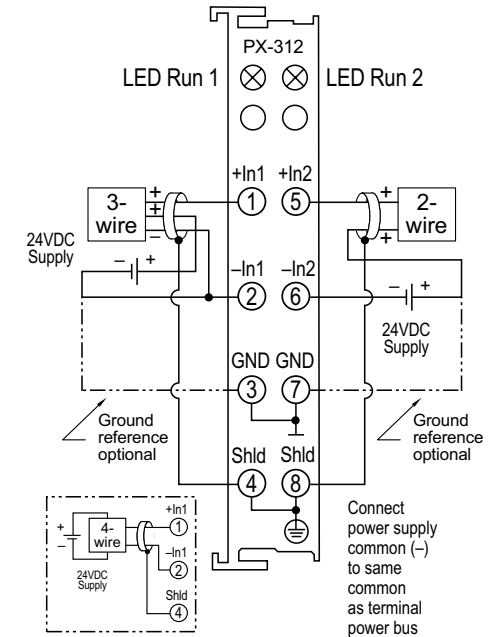 PX-312
LED Run 1
LED Run 2
+In1
+In2
1
5
3-
wire
+
+
–
2-
wire
+
+
24VDC
Supply
– +
–In1
–In2
2
6
– +
24VDC
Supply
GND
GND
3
7
Ground
reference
optional
Ground
reference
optional
Shld
Shld
4
8
+
–
4-
wire
24VDC
Supply
+In1
1
–In1
2
Shld
4
Connect
power supply
common (–)
to same
common
as terminal
power bus